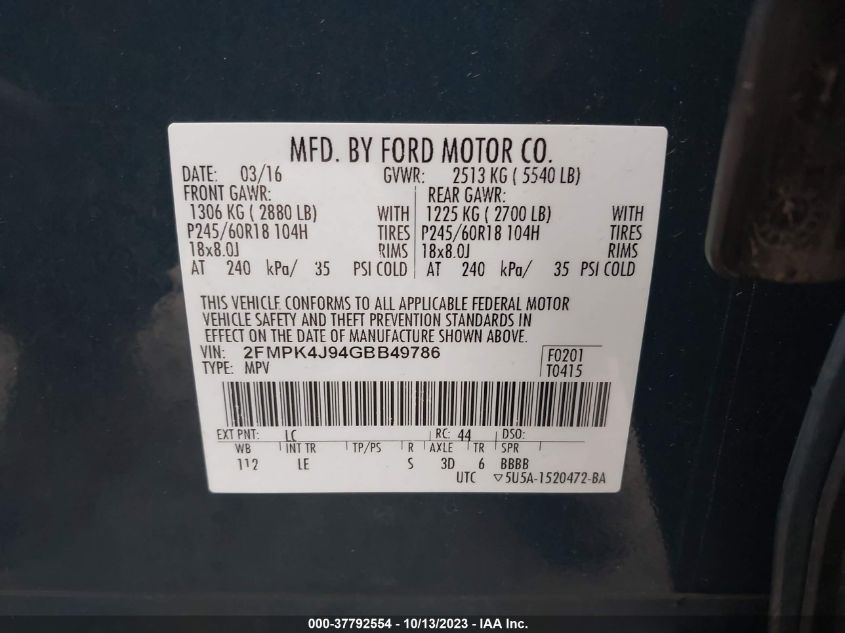 MFD. BY FORD MOTOR CO.
DATE: 03/16 GVWR: 2513 KG ( 5540 LB)
FRONT GAWR: REAR GAWR:
1306 KG ( 2880 LB) WITH 1225 KG ( 2700 LB) WITH
P245/60R18 104H TIRES P245/60R18 104H TIRES
18x8.0J RIMS 18x8.0J RIMS
AT 240 kPa/ 35 PSI COLD AT 240 kPa/ 35 PSI COLD
THIS VEHICLE CONFORMS TO ALL APPLICABLE FEDERAL MOTOR
VEHICLE SAFETY AND THEFT PREVENTION STANDARDS IN
EFFECT ON THE DATE OF MANUFACTURE SHOWN ABOVE.
VIN: 2FMPK4J94GBB49786 F0201
TYPE: MPV T0415
EXT PNT: LC RC: 44 DSO:
WB INT TR TP/PS R AXLE TR SPR
112 LE S 3D 6 BBBB
UTC ▽5U5A-1520472-BA
000-37792554 - 10/13/2023 - IAA Inc.